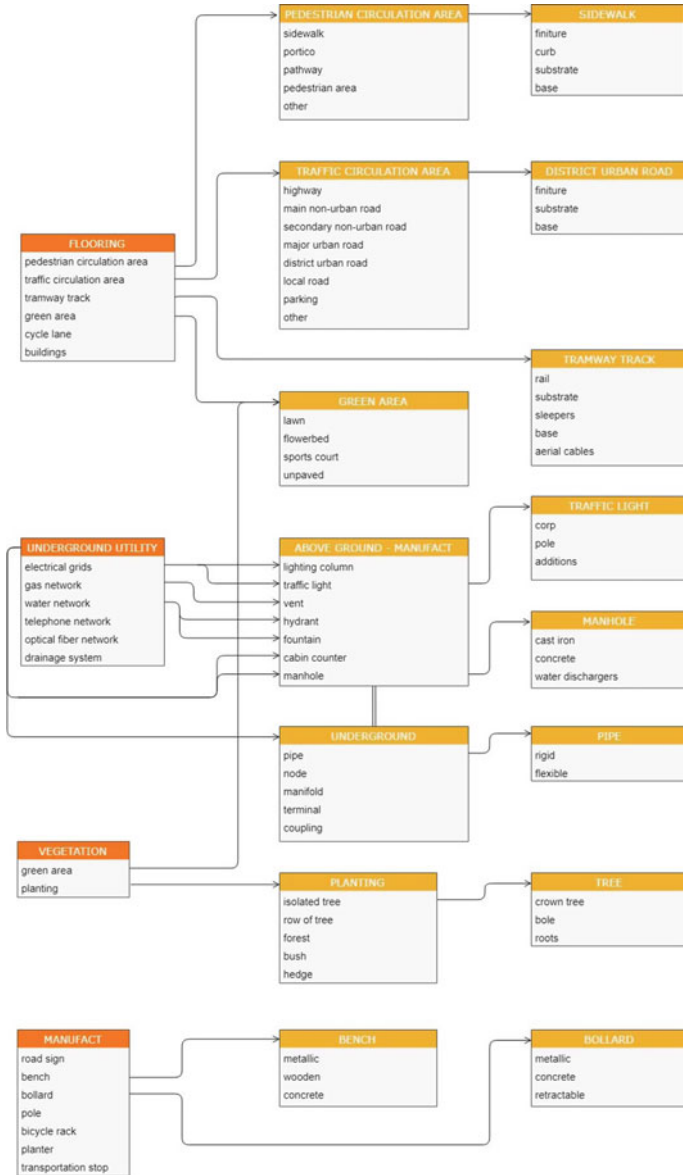 PEDESTRIAN CIRCULATION AREA
sidewalk
portico
pathway
pedestrian area
other
SIDEWALK
finiture
curb
substrate
base
TRAFFIC CIRCULATION AREA
highway
main non-urban road
secondary non-urban road
major urban road
district urban road
local road
parking
other
DISTRICT URBAN ROAD
finiture
substrate
base
FLOORING
pedestrian circulation area
traffic circulation area
tramway track
green area
cycle lane
buildings
TRAMWAY TRACK
rail
substrate
sleepers
base
aerial cables
GREEN AREA
lawn
flowerbed
sports court
unpaved
TRAFFIC LIGHT
corp
pole
additions
UNDERGROUND UTILITY
electrical grids
gas network
water network
telephone network
optical fiber network
drainage system
ABOVE GROUND - MANUFACT
lighting column
traffic light
vent
hydrant
fountain
cabin counter
manhole
MANHOLE
cast iron
concrete
water dischargers
UNDERGROUND
pipe
node
manifold
terminal
coupling
PIPE
rigid
flexible
VEGETATION
green area
planting
PLANTING
isolated tree
row of tree
forest
bush
hedge
TREE
crown tree
bole
roots
MANUFACT
road sign
bench
bollard
pole
bicycle rack
planter
transportation stop
BENCH
metallic
wooden
concrete
BOLLARD
metallic
concrete
retractable